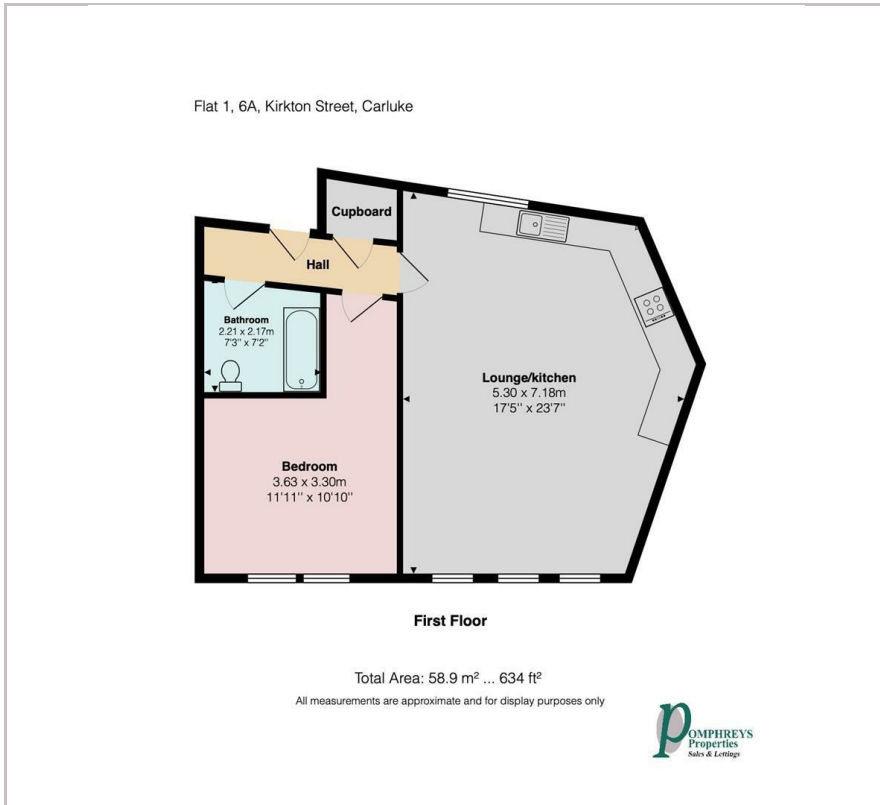 Flat 1, 6A, Kirkton Street, Carluke
Cupboard
Hall
Bathroom
2.21 x 2.17m
7'3'' x 7'2''
Lounge/kitchen
5.30 x 7.18m
17'5'' x 23'7''
Bedroom
3.63 x 3.30m
11'11'' x 10'10''
First Floor
Total Area: 58.9 m² ... 634 ft²
All measurements are approximate and for display purposes only
POMPHREYS
Properties
Sales & Lettings